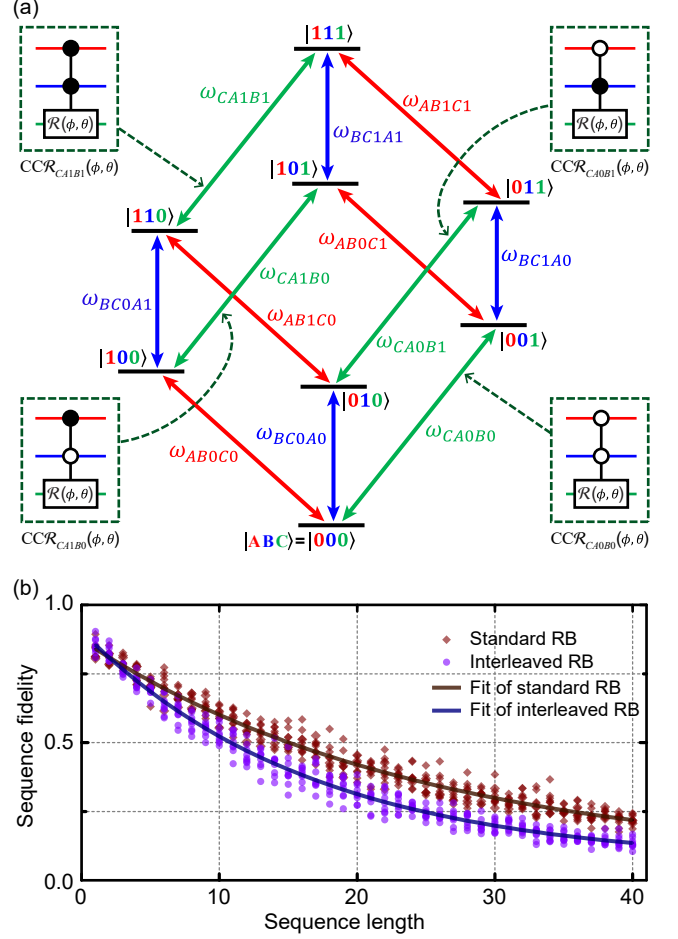 (a)
|111⟩
ℛ(ϕ,θ)
CCℛ_CA1B1(ϕ,θ)
ω_CA1B1
ω_BC1A1
ω_AB1C1
ℛ(ϕ,θ)
CCℛ_CA0B1(ϕ,θ)
|101⟩
|110⟩
|011⟩
ω_AB0C1
ω_CA1B0
ω_BC1A0
ω_BC0A1
ω_AB1C0
ω_CA0B1
|100⟩
|001⟩
|010⟩
ω_AB0C0
ω_BC0A0
ω_CA0B0
ℛ(ϕ,θ)
CCℛ_CA1B0(ϕ,θ)
ℛ(ϕ,θ)
CCℛ_CA0B0(ϕ,θ)
|ABC⟩=|000⟩
(b)
1.0
0.5
0.0
Sequence fidelity
Standard RB
Interleaved RB
Fit of standard RB
Fit of interleaved RB
0 10 20 30 40
Sequence length